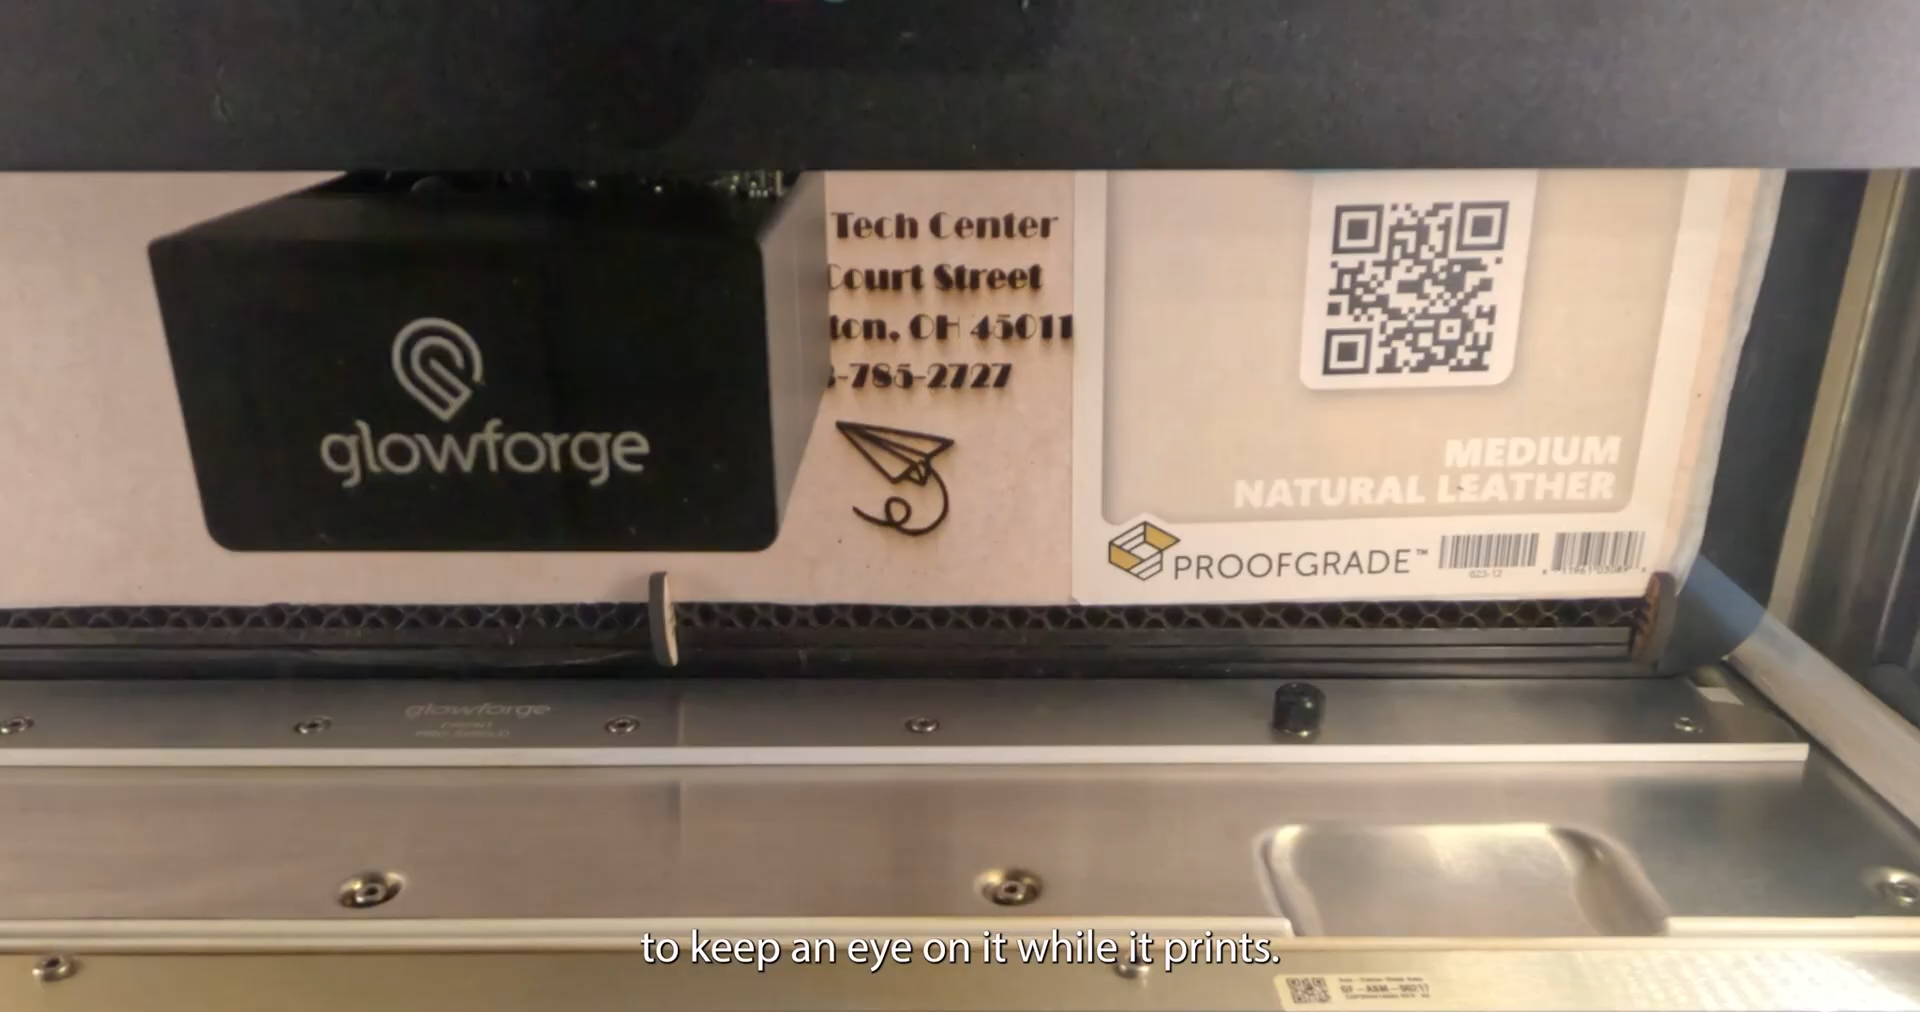 Tech Center
Court Street
ton, OH 45011
-785-2727
glowforge
MEDIUM
NATURAL LEATHER
PROOFGRADE™
glowforge
to keep an eye on it while it prints.